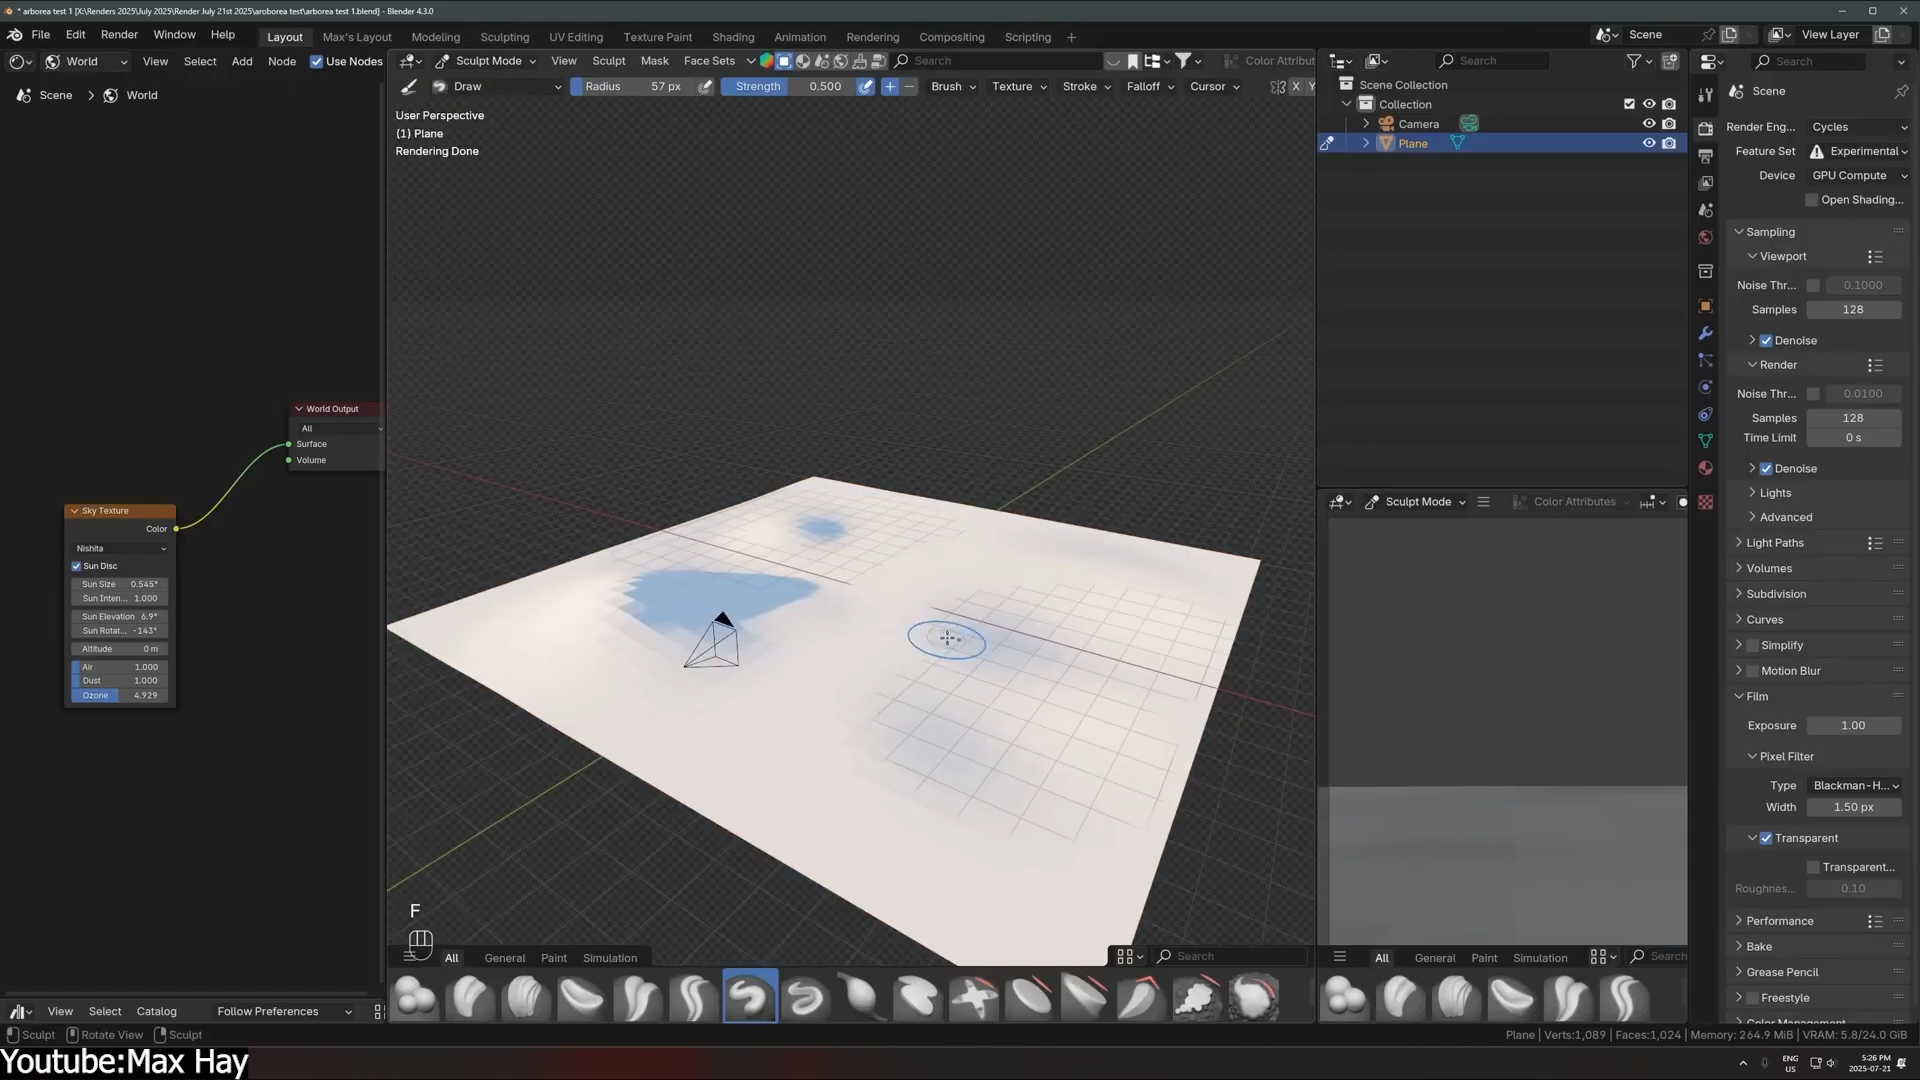 * arborea test 1 [X:\Renders 2025\July 2025\Render July 21st 2025\aroborea test\arborea test 1.blend] - Blender 4.3.0
File Edit Render Window Help
Layout Max's Layout Modeling Sculpting UV Editing Texture Paint Shading Animation Rendering Compositing Scripting +
Scene View Layer
World View Select Add Node Use Nodes
Scene > World
Sculpt Mode View Sculpt Mask Face Sets Search Color Attribut
Draw Radius 57 px Strength 0.500 Brush Texture Stroke Falloff Cursor X Y
User Perspective
(1) Plane
Rendering Done
World Output
All
Surface
Volume
Sky Texture
Color
Nishita
Sun Disc
Sun Size 0.545°
Sun Inten... 1.000
Sun Elevation 6.9°
Sun Rotat... -143°
Altitude 0 m
Air 1.000
Dust 1.000
Ozone 4.929
F
All General Paint Simulation Search
Search
Scene Collection
Collection
Camera
Plane
Sculpt Mode Color Attributes
All General Paint Simulation Search
Search
Scene
Render Eng... Cycles
Feature Set Experimental
Device GPU Compute
Open Shading...
Sampling
Viewport
Noise Thr... 0.1000
Samples 128
Denoise
Render
Noise Thr... 0.0100
Samples 128
Time Limit 0 s
Denoise
Lights
Advanced
Light Paths
Volumes
Subdivision
Curves
Simplify
Motion Blur
Film
Exposure 1.00
Pixel Filter
Type Blackman-H...
Width 1.50 px
Transparent
Transparent...
Roughnes... 0.10
Performance
Bake
Grease Pencil
Freestyle
Color Management
View Select Catalog Follow Preferences
Sculpt Rotate View Sculpt
Plane | Verts:1,089 | Faces:1,024 | Memory: 264.9 MiB | VRAM: 5.8/24.0 GiB
Youtube:Max Hay
ENG
US
5:26 PM
2025-07-21